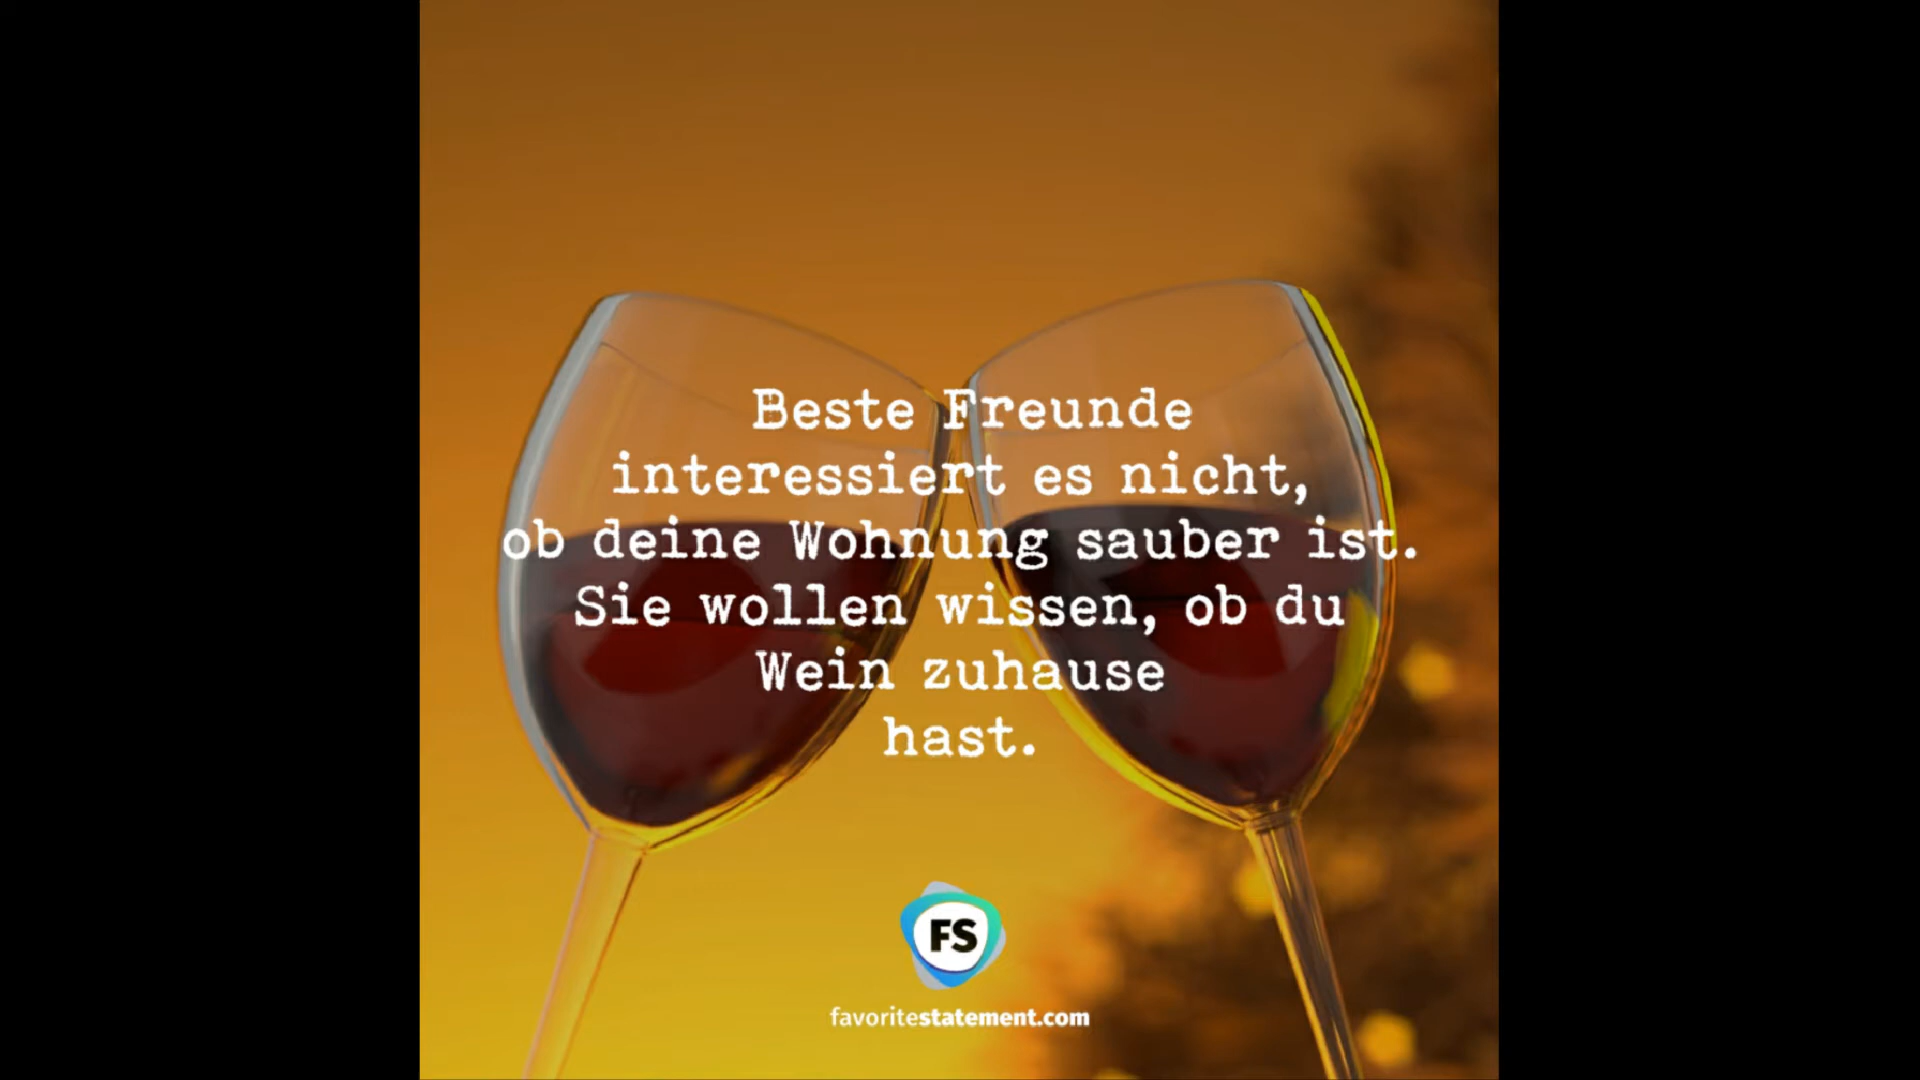 Beste Freunde
interessiert es nicht,
ob deine Wohnung sauber ist.
Sie wollen wissen, ob du
Wein zuhause
hast.
FS
favoritestatement.com